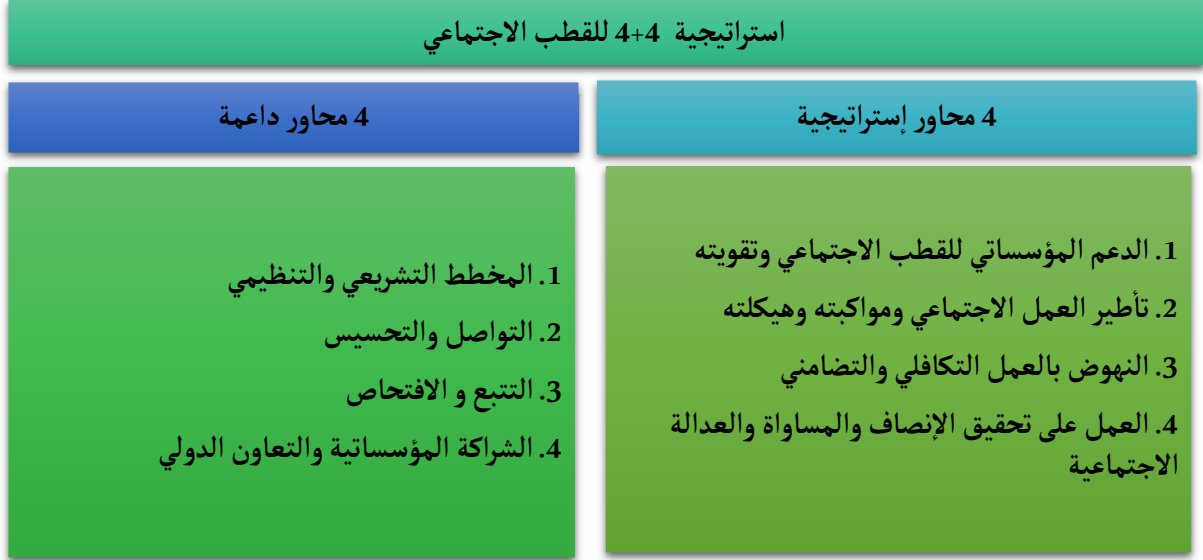 استراتيجية 4+4 للقطب الاجتماعي
4 محاور إستراتيجية
1. الدعم المؤسساتي للقطب الاجتماعي وتقويته
2. تأطير العمل الاجتماعي ومواكبته وهيكلته
3. النهوض بالعمل التكافلي والتضامني
4. العمل على تحقيق الإنصاف والمساواة والعدالة
الاجتماعية
4 محاور داعمة
1. المخطط التشريعي والتنظيمي
2. التواصل والتحسيس
3. التتبع و الافتحاص
4. الشراكة المؤسساتية والتعاون الدولي